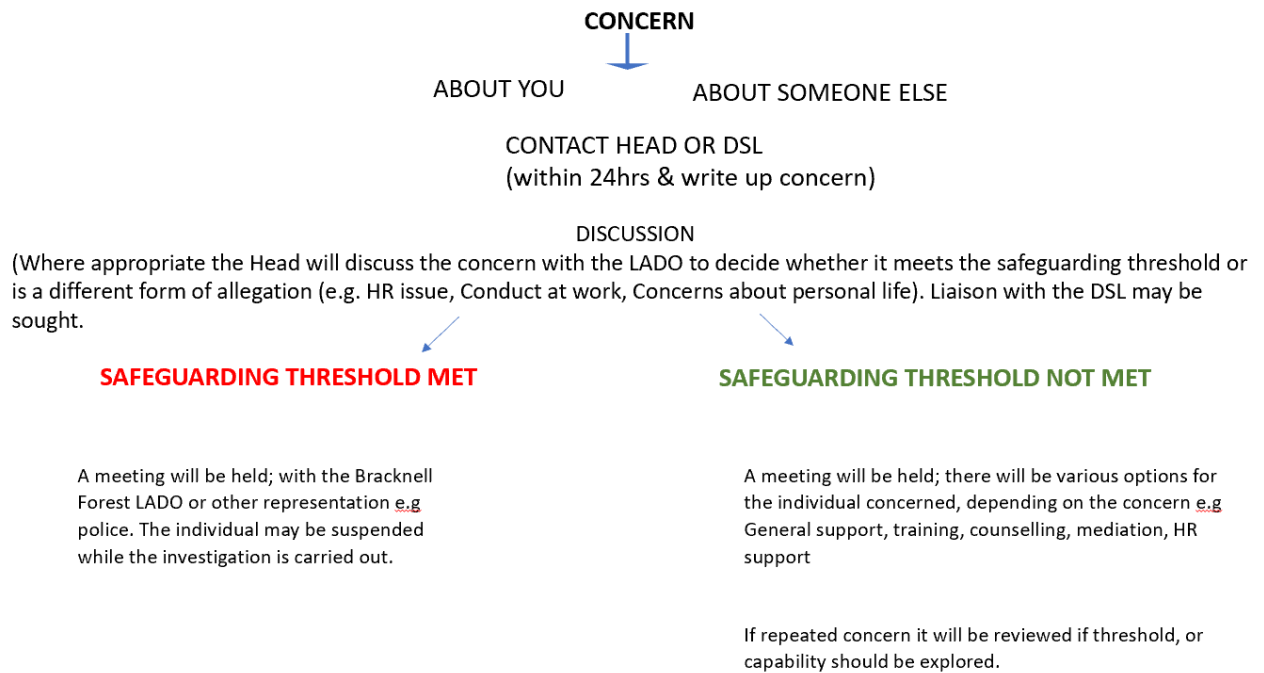 CONCERN
ABOUT YOU
ABOUT SOMEONE ELSE
CONTACT HEAD OR DSL
(within 24hrs & write up concern)
DISCUSSION
(Where appropriate the Head will discuss the concern with the LADO to decide whether it meets the safeguarding threshold or
is a different form of allegation (e.g. HR issue, Conduct at work, Concerns about personal life). Liaison with the DSL may be
sought.
SAFEGUARDING THRESHOLD MET
A meeting will be held; with the Bracknell
Forest LADO or other representation e.g
police. The individual may be suspended
while the investigation is carried out.
SAFEGUARDING THRESHOLD NOT MET
A meeting will be held; there will be various options for
the individual concerned, depending on the concern e.g
General support, training, counselling, mediation, HR
support
If repeated concern it will be reviewed if threshold, or
capability should be explored.